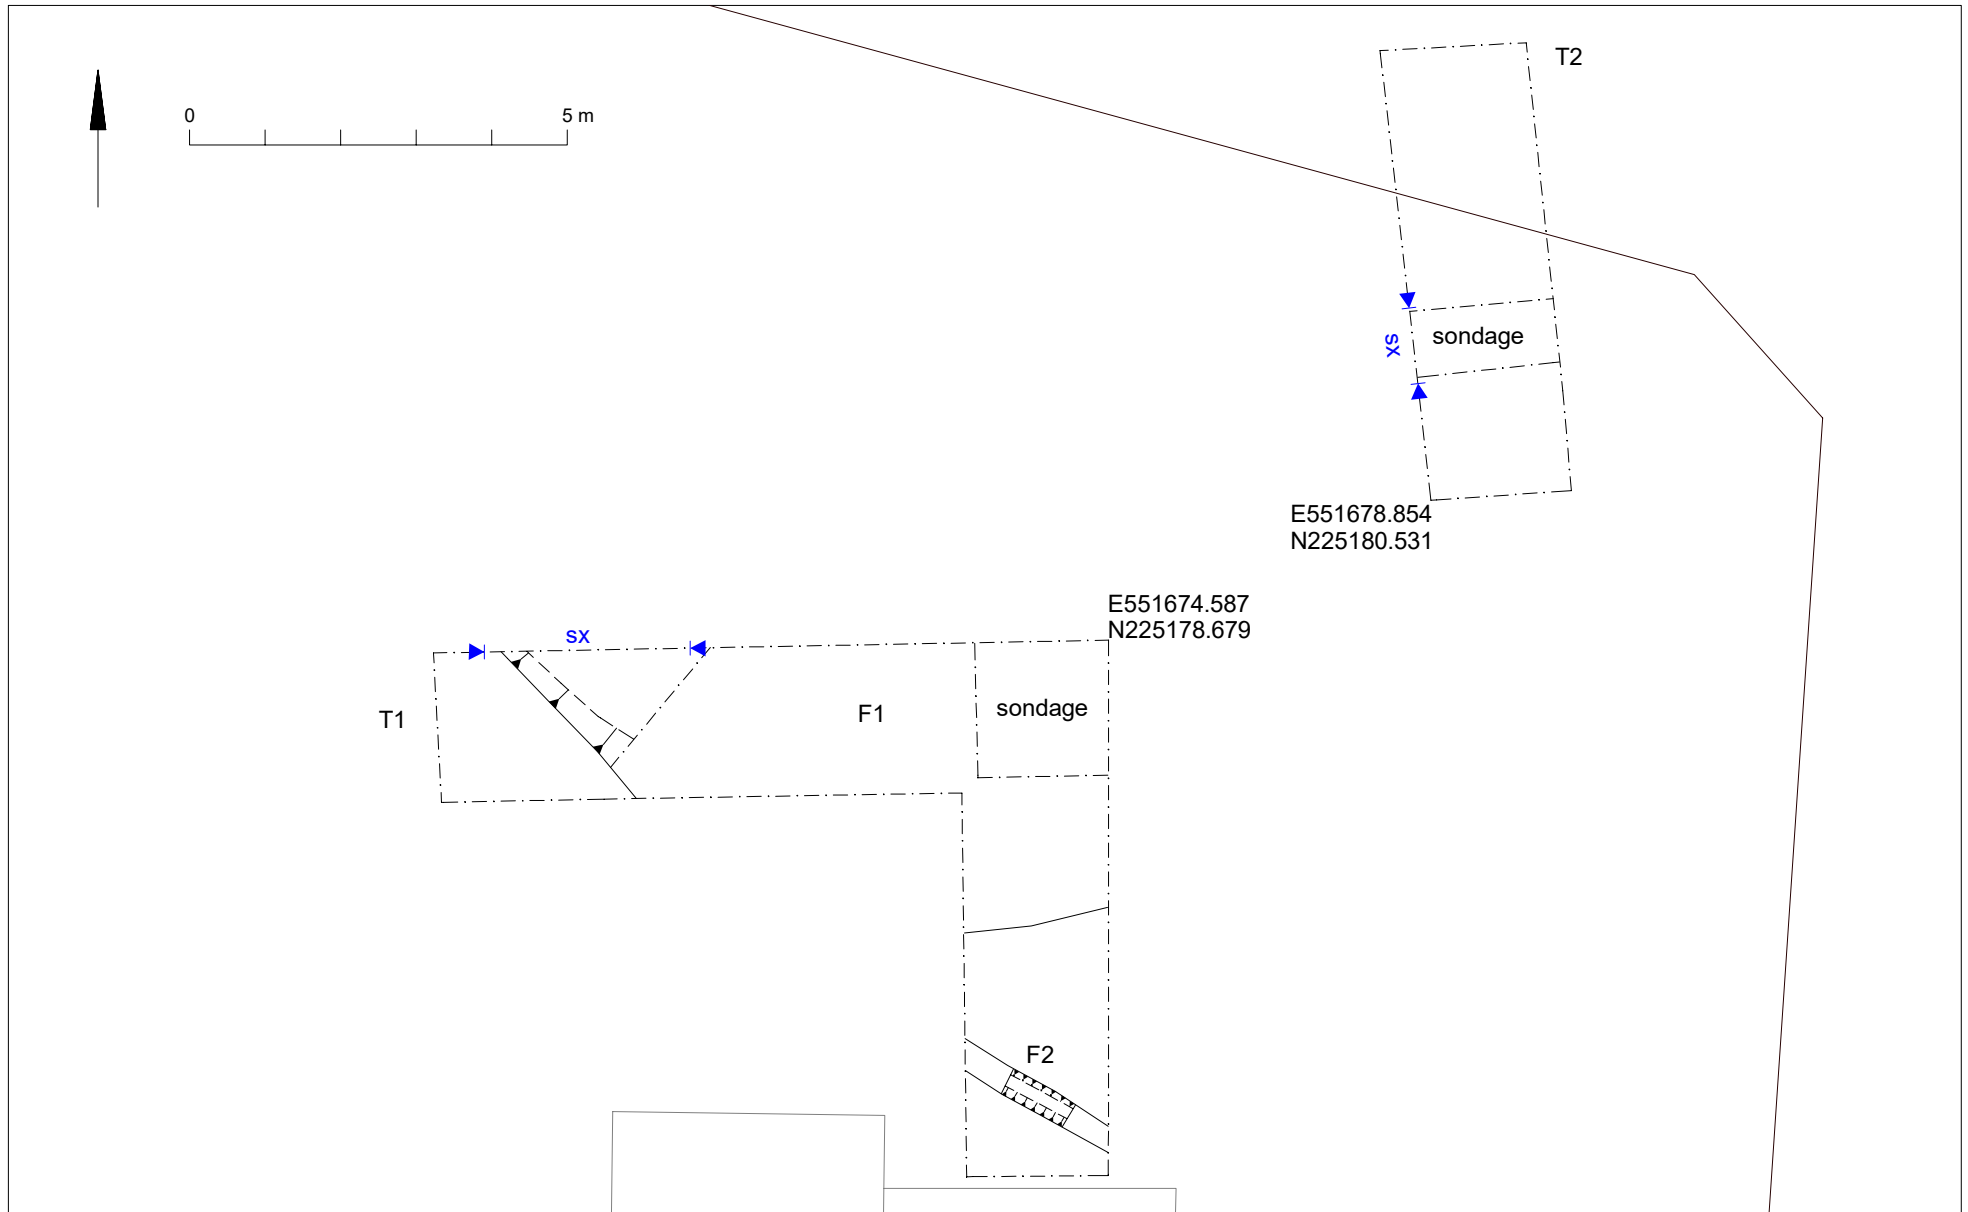 T2
0 5 m
sondage
sx
E551678.854
N225180.531
E551674.587
N225178.679
sx
T1
F1
sondage
F2